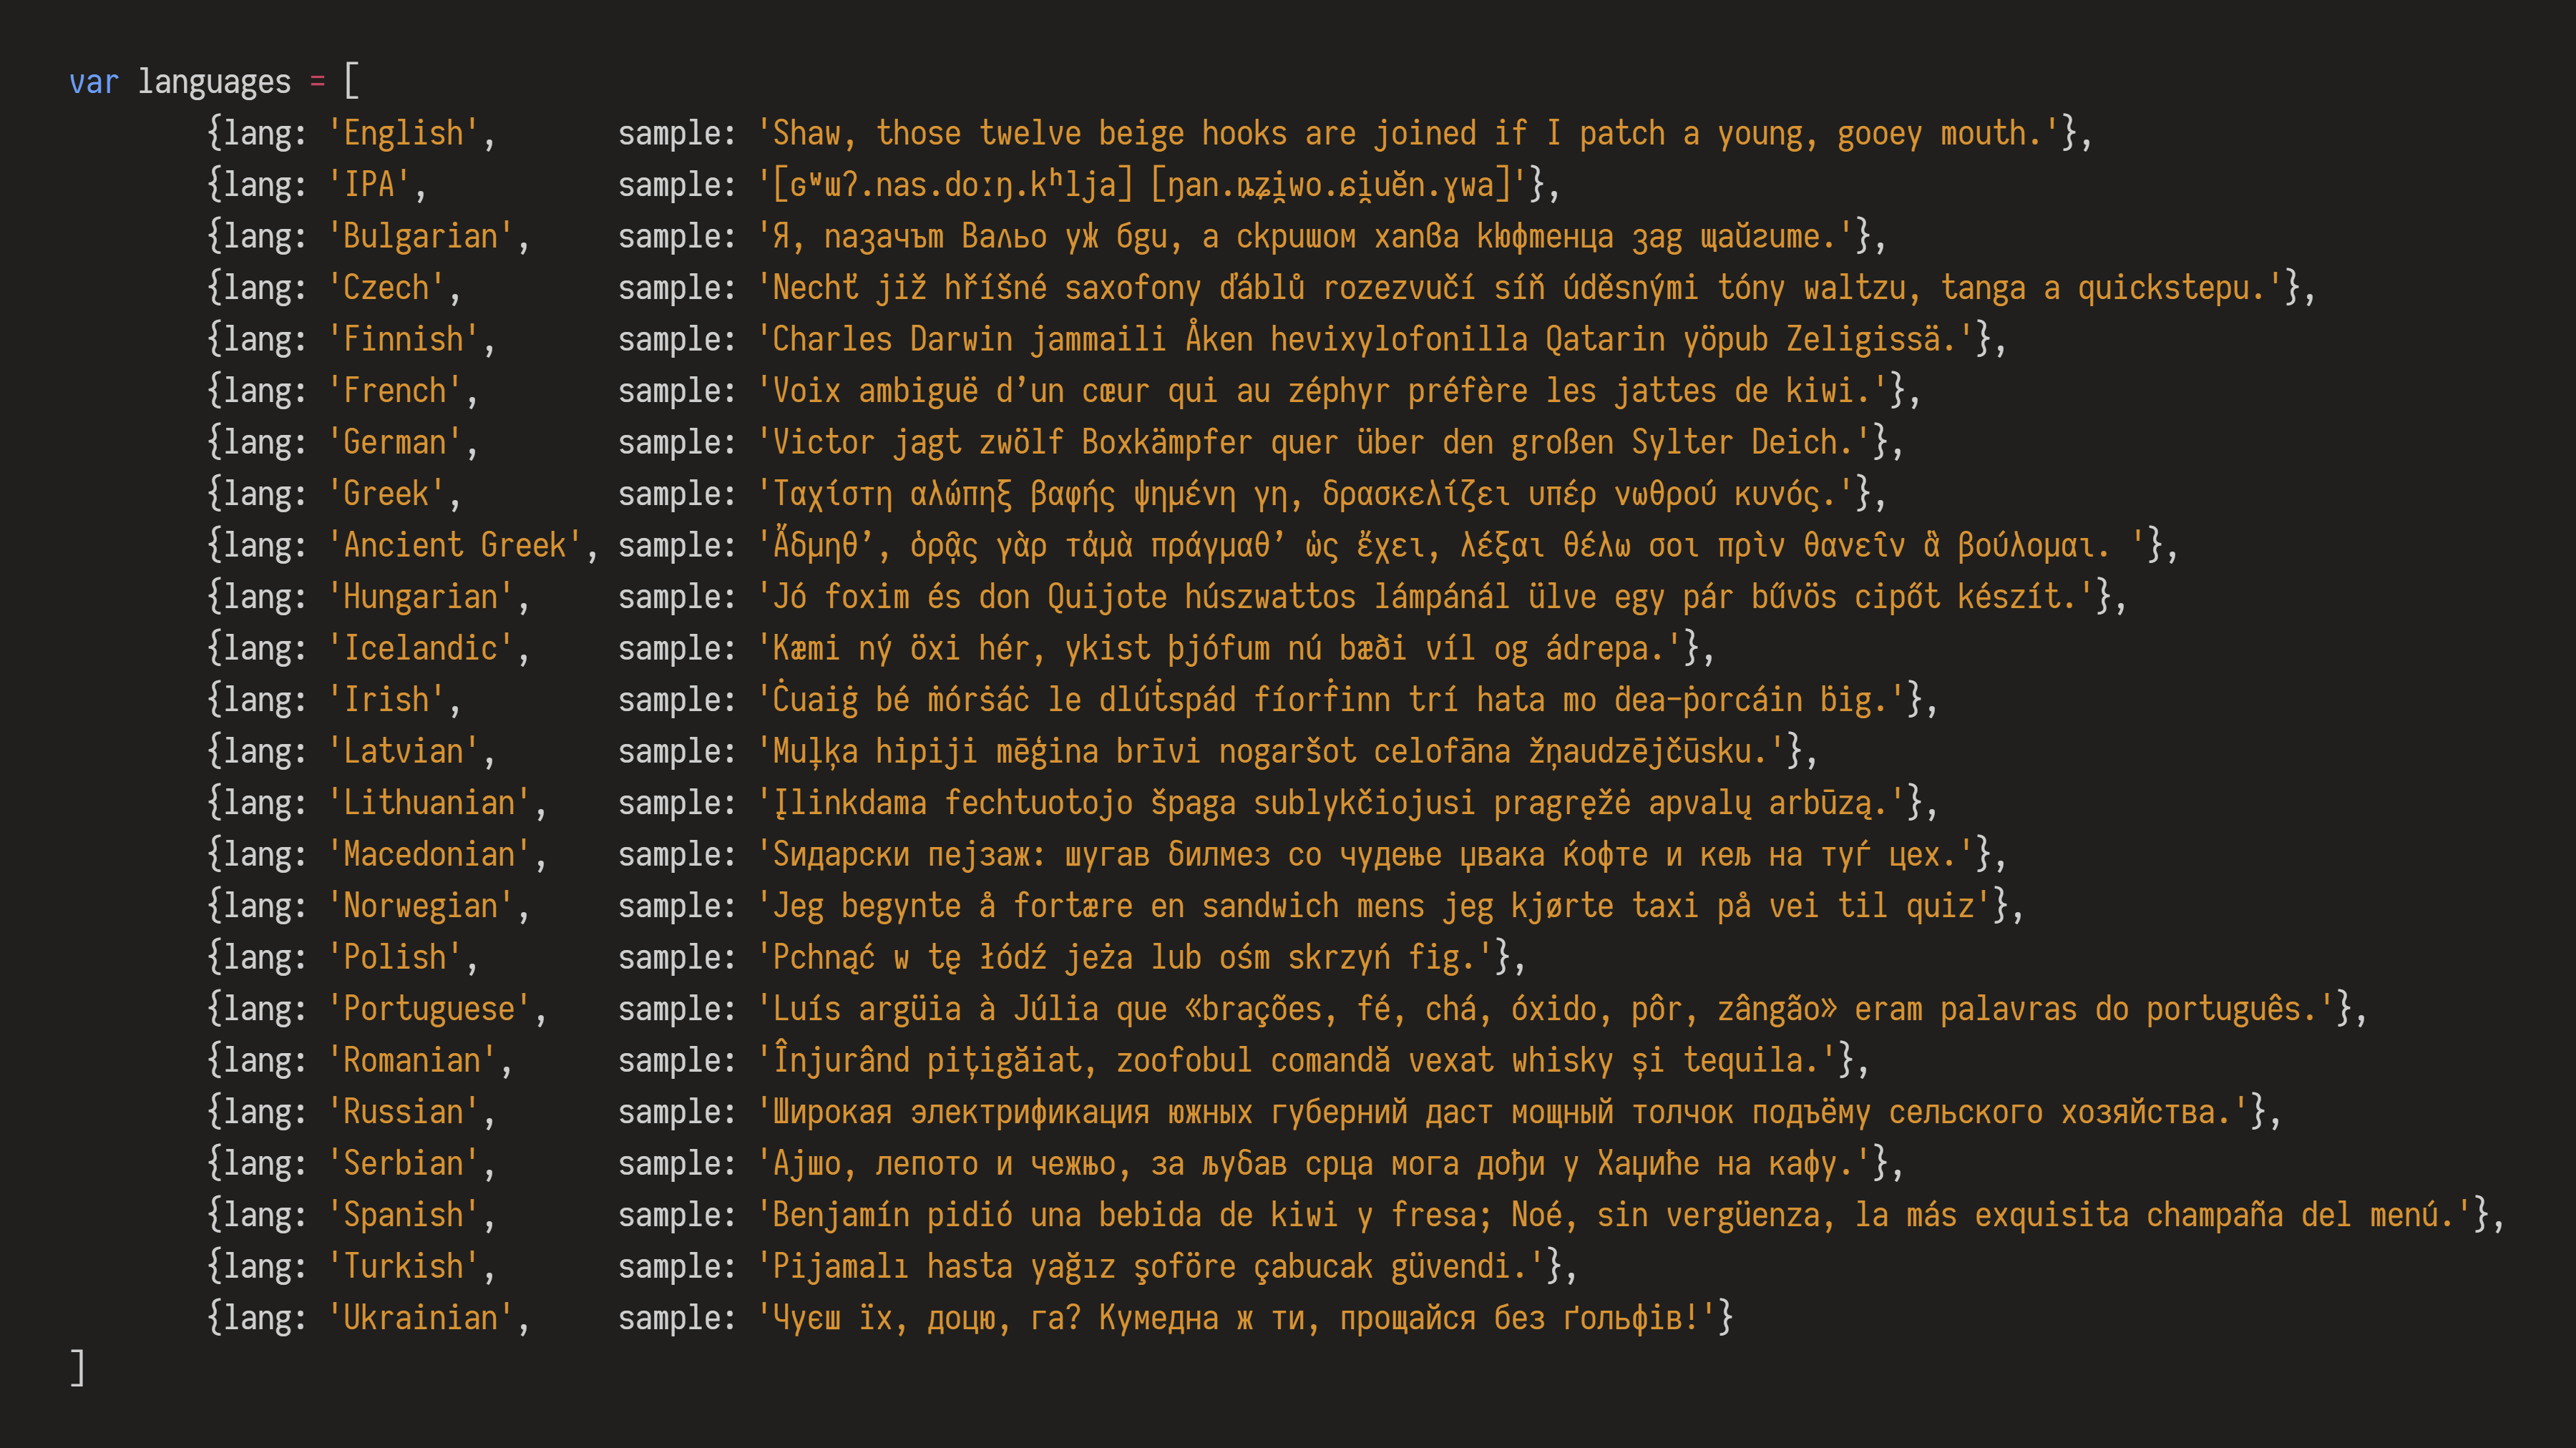 var languages = [
{lang: 'English', sample: 'Shaw, those twelve beige hooks are joined if I patch a young, gooey mouth.'},
{lang: 'IPA', sample: '[ɢʷɯʔ.nas.doːŋ.kʰlja] [ŋan.ȵʑi̯wo.ɕi̯uĕn.ɣwa]'},
{lang: 'Bulgarian', sample: 'Я, пазачът Вальо уж бди, а скришом хапва кюфтенца зад щайгите.'},
{lang: 'Czech', sample: 'Nechť již hříšné saxofony ďáblů rozezvučí síň úděsnými tóny waltzu, tanga a quickstepu.'},
{lang: 'Finnish', sample: 'Charles Darwin jammaili Åken hevixylofonilla Qatarin yöpub Zeligissä.'},
{lang: 'French', sample: 'Voix ambiguë d’un cœur qui au zéphyr préfère les jattes de kiwi.'},
{lang: 'German', sample: 'Victor jagt zwölf Boxkämpfer quer über den großen Sylter Deich.'},
{lang: 'Greek', sample: 'Ταχίστη αλώπηξ βαφής ψημένη γη, δρασκελίζει υπέρ νωθρού κυνός.'},
{lang: 'Ancient Greek', sample: 'Ἄδμηθ’, ὁρᾷς γὰρ τἀμὰ πράγμαθ’ ὡς ἔχει, λέξαι θέλω σοι πρὶν θανεῖν ἃ βούλομαι. '},
{lang: 'Hungarian', sample: 'Jó foxim és don Quijote húszwattos lámpánál ülve egy pár bűvös cipőt készít.'},
{lang: 'Icelandic', sample: 'Kæmi ný öxi hér, ykist þjófum nú bæði víl og ádrepa.'},
{lang: 'Irish', sample: 'Ċuaiġ bé ṁórṡáċ le dlúṫspád fíorḟinn trí hata mo ḋea-ṗorcáin ḃig.'},
{lang: 'Latvian', sample: 'Muļķa hipiji mēģina brīvi nogaršot celofāna žņaudzējčūsku.'},
{lang: 'Lithuanian', sample: 'Įlinkdama fechtuotojo špaga sublykčiojusi pragręžė apvalų arbūzą.'},
{lang: 'Macedonian', sample: 'Ѕидарски пејзаж: шугав билмез со чудење џвака ќофте и кељ на туѓ цех.'},
{lang: 'Norwegian', sample: 'Jeg begynte å fortære en sandwich mens jeg kjørte taxi på vei til quiz'},
{lang: 'Polish', sample: 'Pchnąć w tę łódź jeża lub ośm skrzyń fig.'},
{lang: 'Portuguese', sample: 'Luís argüia à Júlia que «brações, fé, chá, óxido, pôr, zângão» eram palavras do português.'},
{lang: 'Romanian', sample: 'Înjurând pițigăiat, zoofobul comandă vexat whisky și tequila.'},
{lang: 'Russian', sample: 'Широкая электрификация южных губерний даст мощный толчок подъёму сельского хозяйства.'},
{lang: 'Serbian', sample: 'Ајшо, лепото и чежњо, за љубав срца мога дођи у Хаџиће на кафу.'},
{lang: 'Spanish', sample: 'Benjamín pidió una bebida de kiwi y fresa; Noé, sin vergüenza, la más exquisita champaña del menú.'},
{lang: 'Turkish', sample: 'Pijamalı hasta yağız şoföre çabucak güvendi.'},
{lang: 'Ukrainian', sample: 'Чуєш їх, доцю, га? Кумедна ж ти, прощайся без ґольфів!'}
]